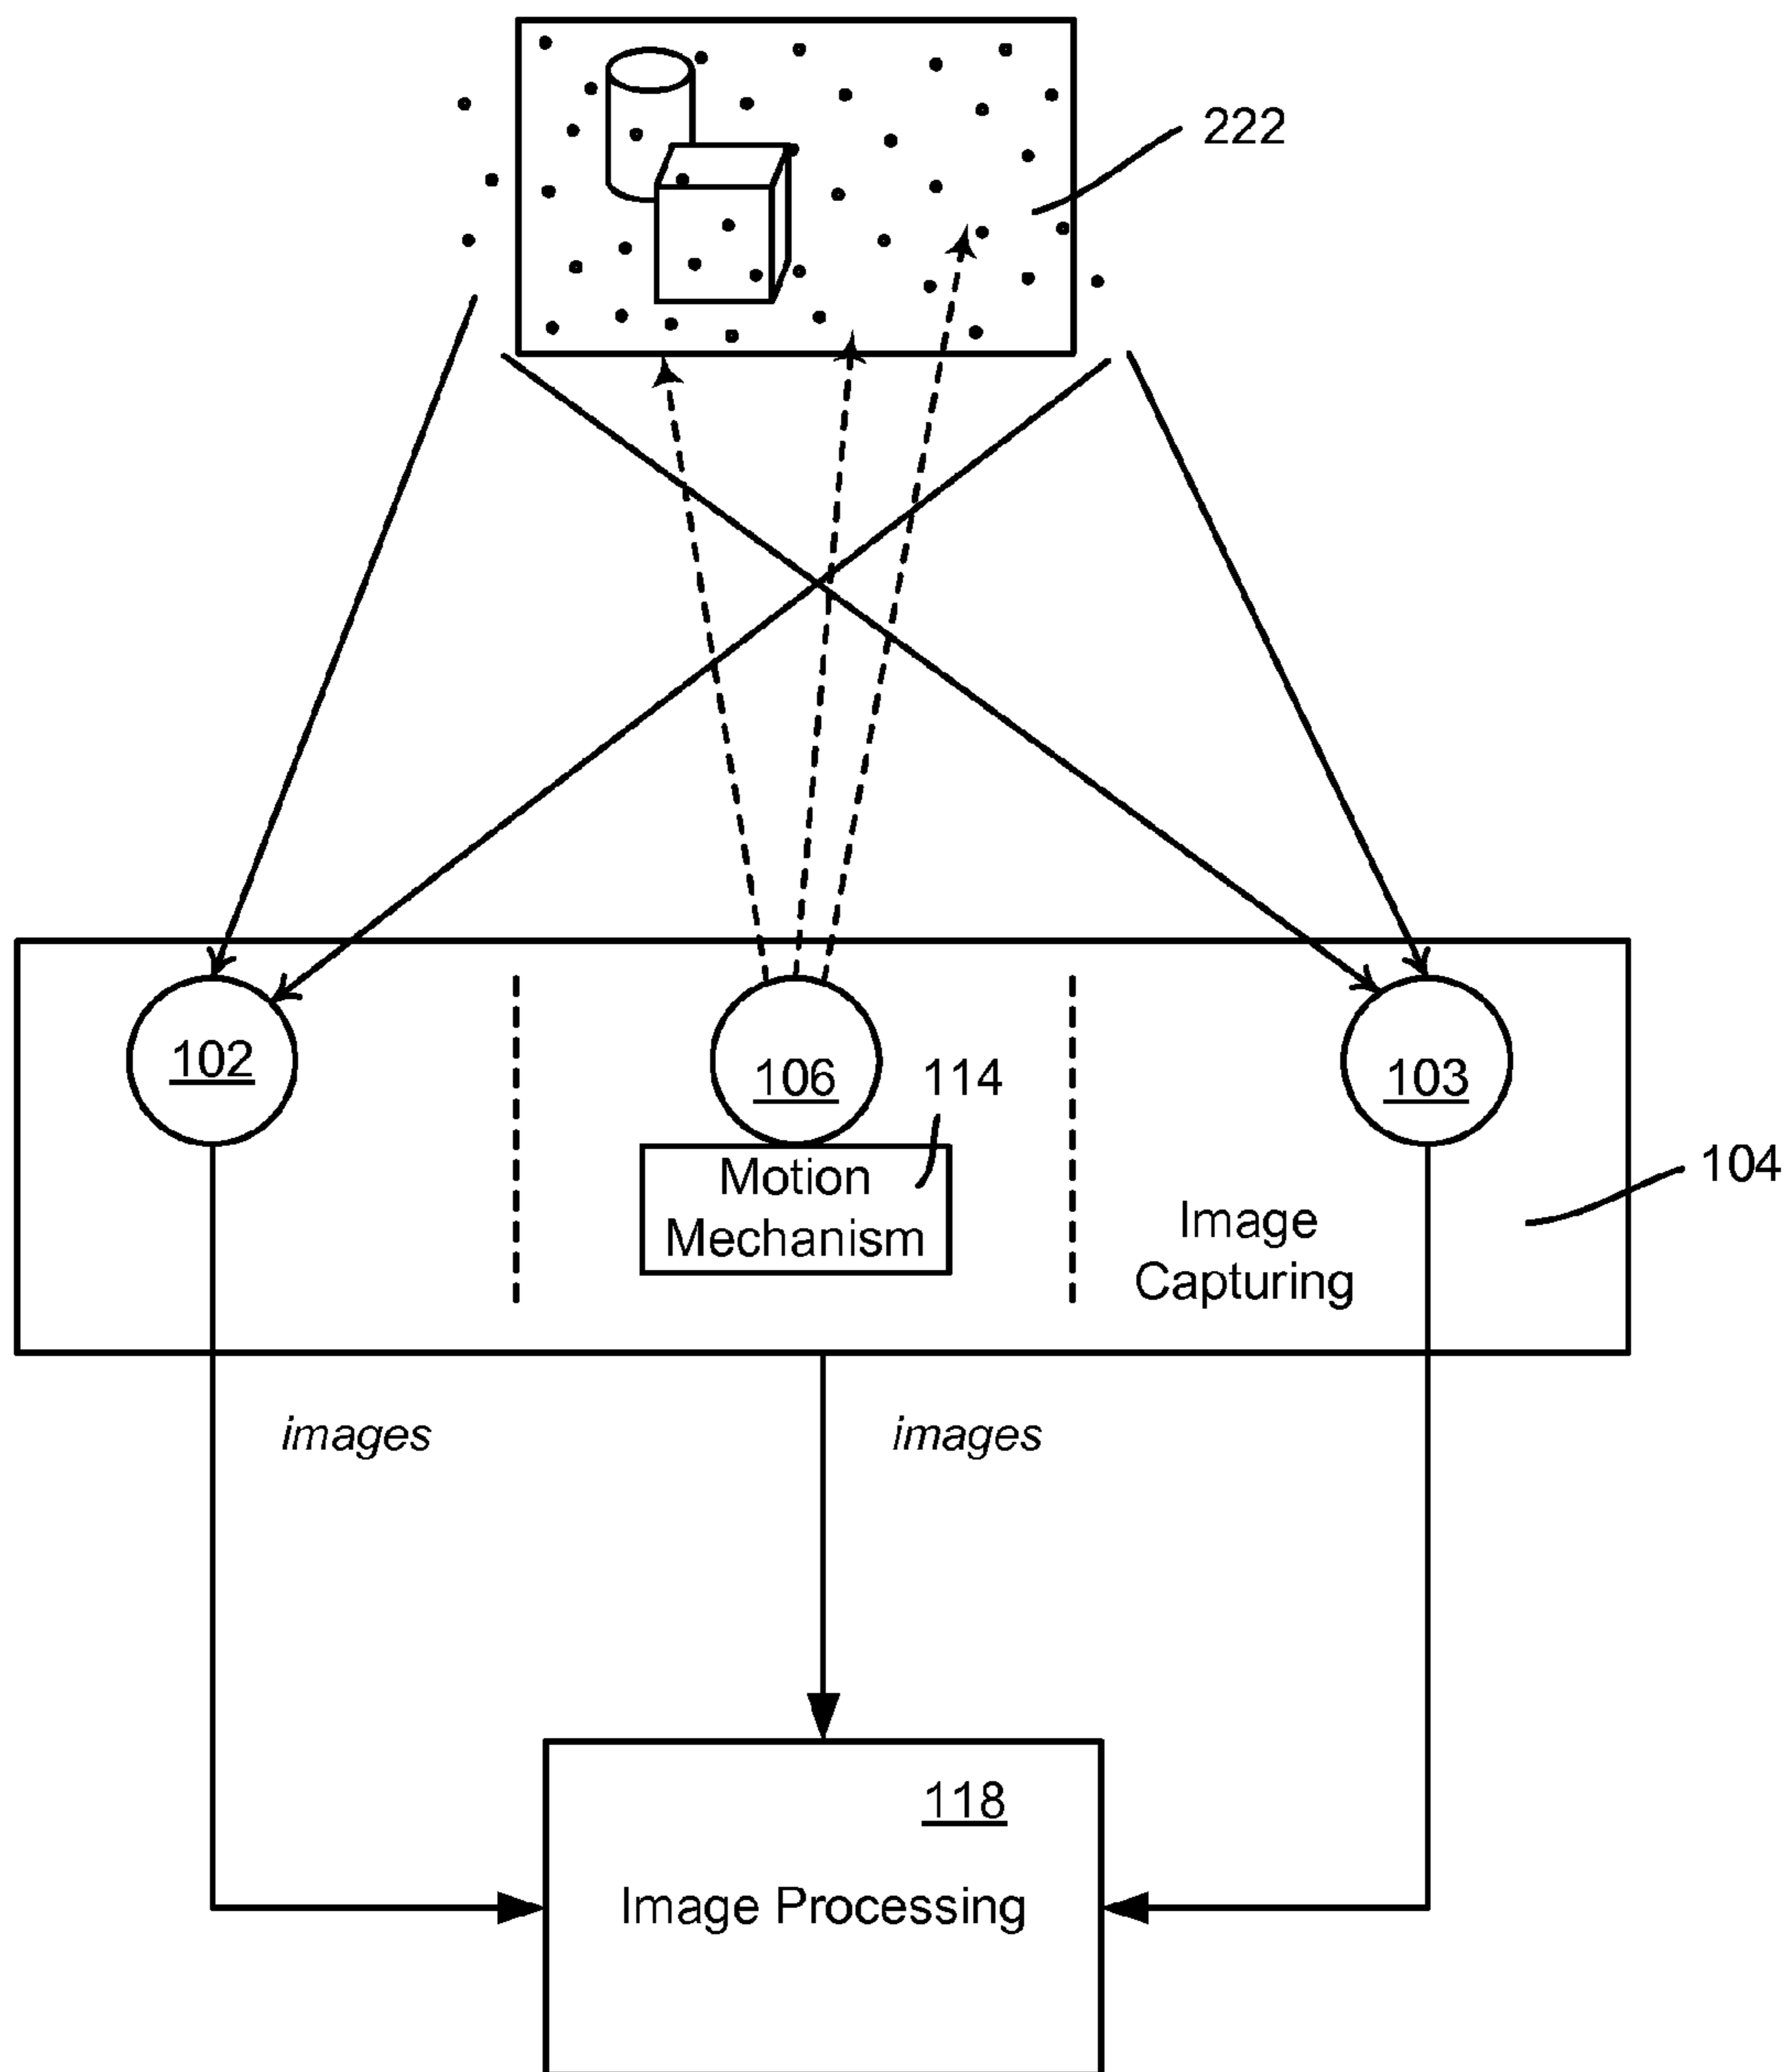 222
102
106
114
103
Motion
Mechanism
104
Image
Capturing
images
images
118
Image Processing